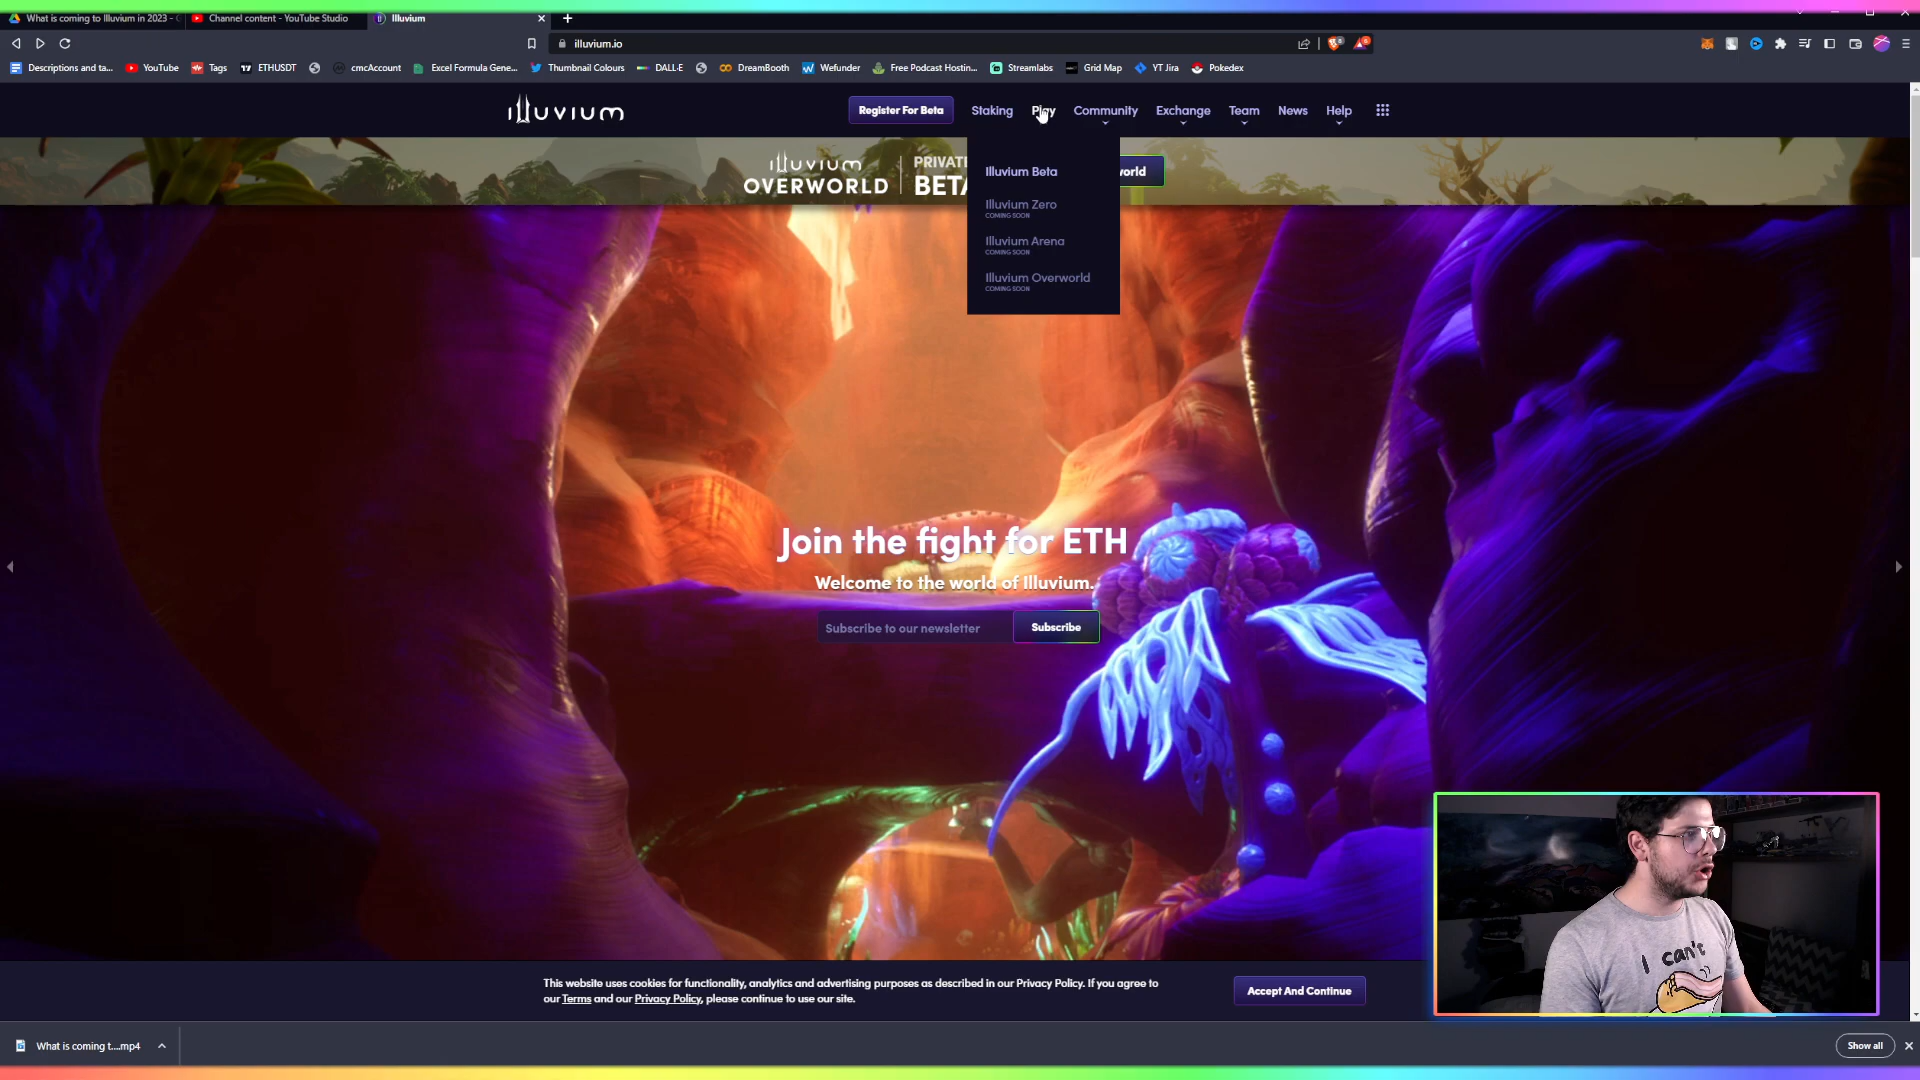 What is coming to Illuvium in 2023 -
Channel content - YouTube Studio
Illuvium
illuvium.io
Descriptions and ta...
YouTube
Tags
ETHUSDT
cmcAccount
Excel Formula Gene...
Thumbnail Colours
DALL·E
DreamBooth
Wefunder
Free Podcast Hostin...
Streamlabs
Grid Map
YT Jira
Pokedex
illuvium
Register For Beta
Staking
Play
Community
Exchange
Team
News
Help
illuvium
OVERWORLD
PRIVATE
BETA
world
Illuvium Beta
Illuvium Zero
COMING SOON
Illuvium Arena
COMING SOON
Illuvium Overworld
COMING SOON
Join the fight for ETH
Welcome to the world of Illuvium.
Subscribe to our newsletter
Subscribe
I can't
This website uses cookies for functionality, analytics and advertising purposes as described in our Privacy Policy. If you agree to
our Terms and our Privacy Policy, please continue to use our site.
Accept And Continue
What is coming t....mp4
Show all